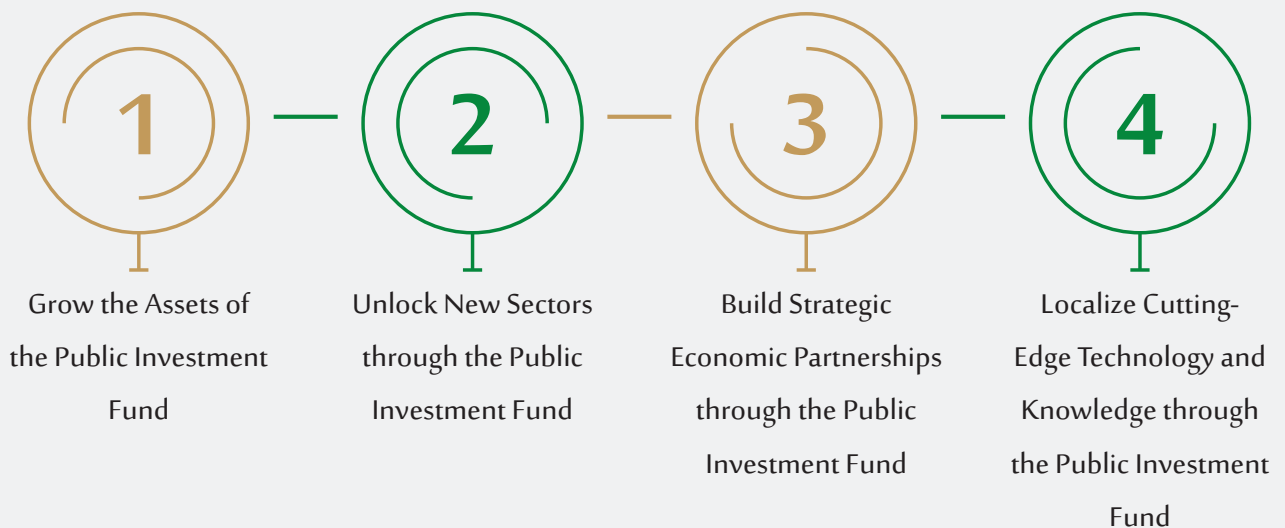 1
Grow the Assets of
the Public Investment
Fund
2
Unlock New Sectors
through the Public
Investment Fund
3
Build Strategic
Economic Partnerships
through the Public
Investment Fund
4
Localize Cutting-
Edge Technology and
Knowledge through
the Public Investment
Fund